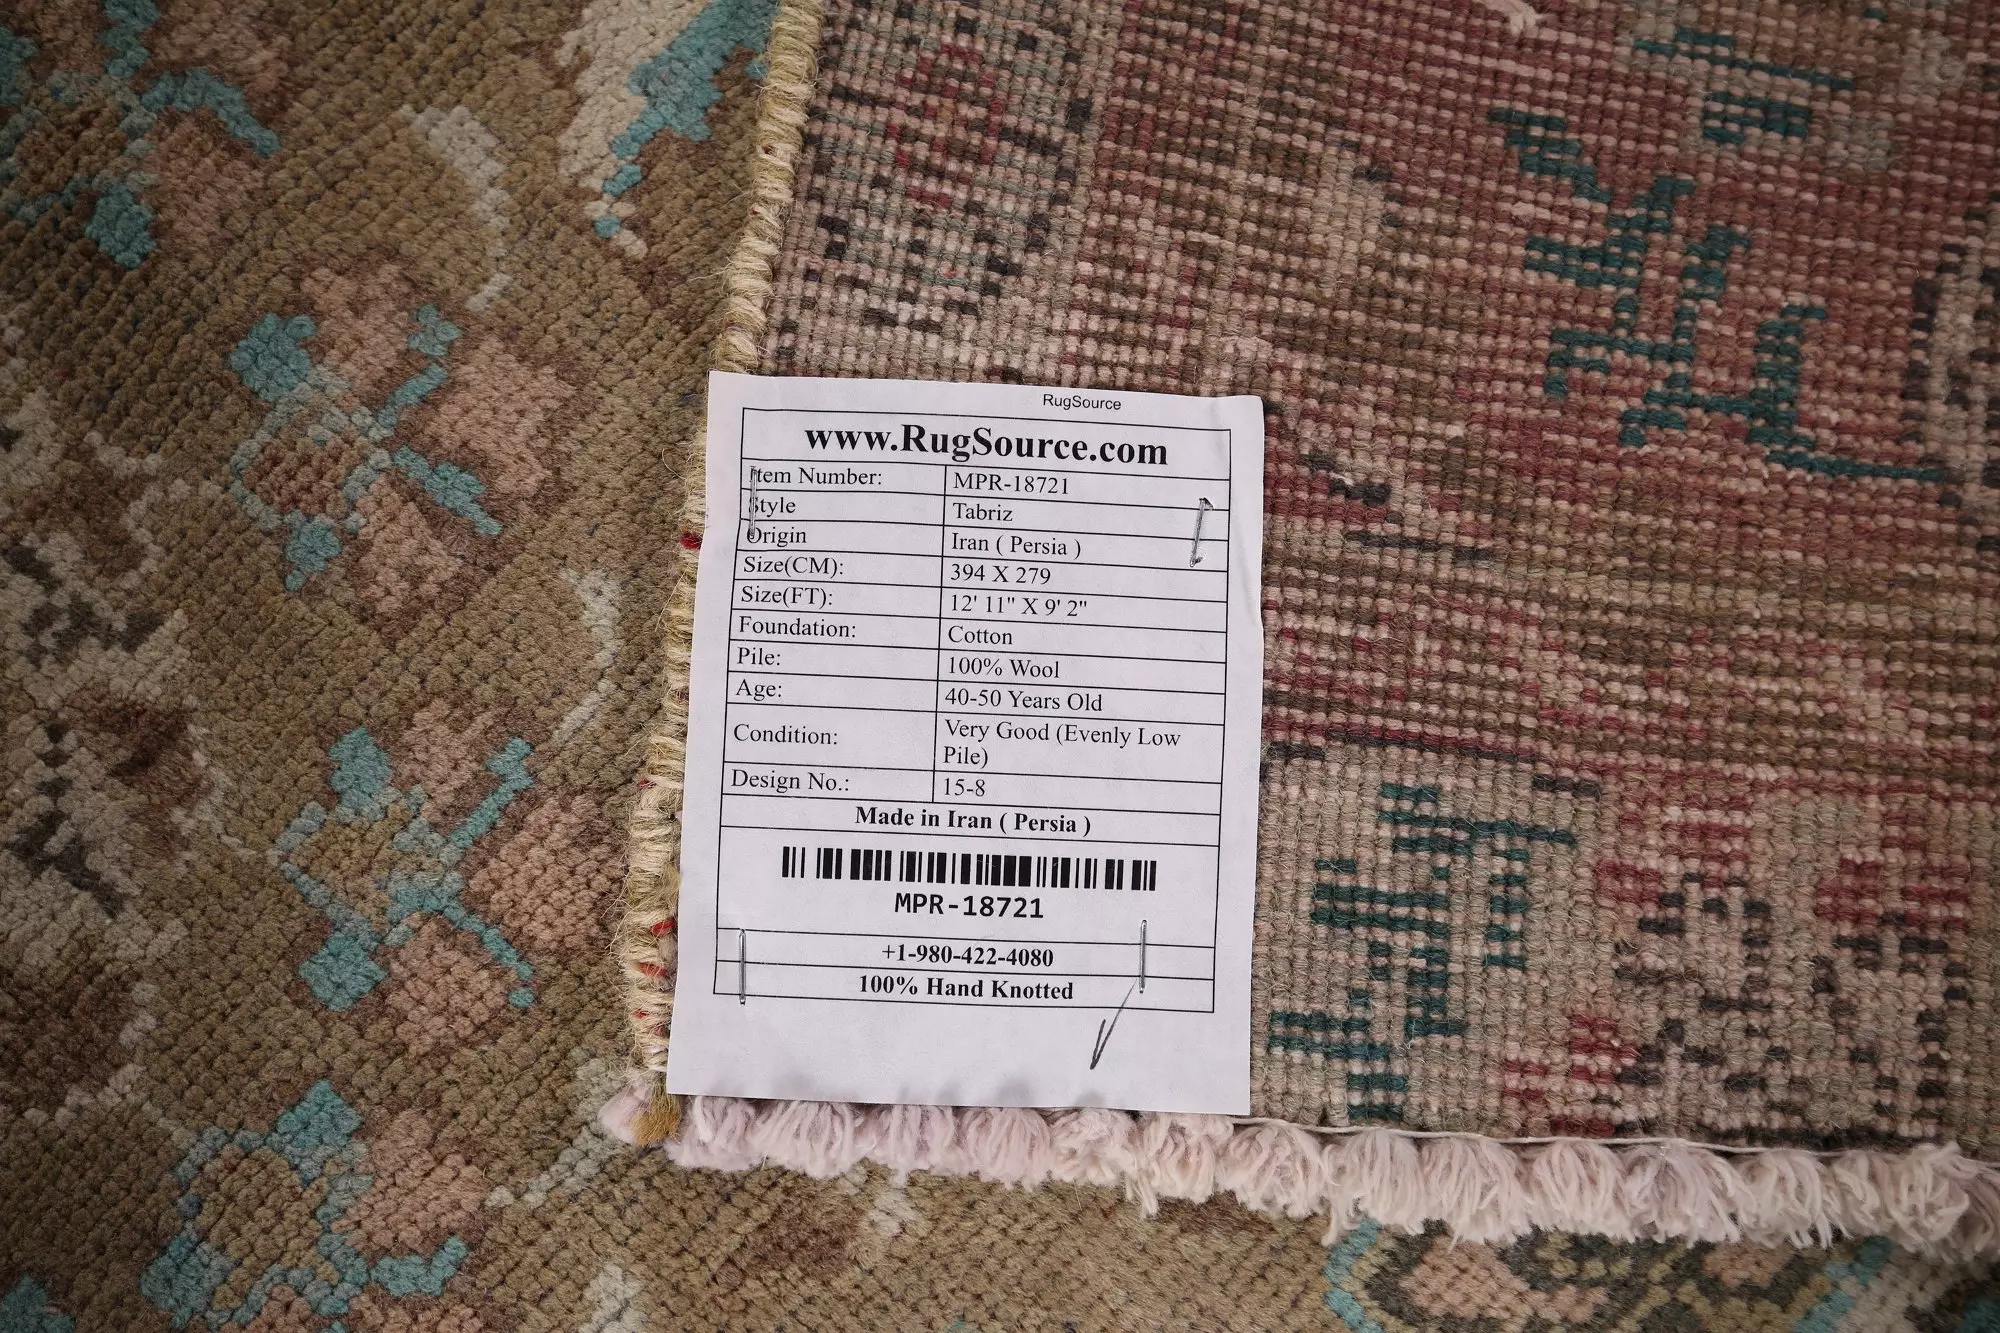 RugSource
www.RugSource.com
Item Number: MPR-18721
Style Tabriz
Origin Iran ( Persia )
Size(CM): 394 X 279
Size(FT): 12' 11" X 9' 2"
Foundation: Cotton
Pile: 100% Wool
Age: 40-50 Years Old
Condition: Very Good (Evenly Low
Pile)
Design No.: 15-8
Made in Iran ( Persia )
MPR-18721
+1-980-422-4080
100% Hand Knotted